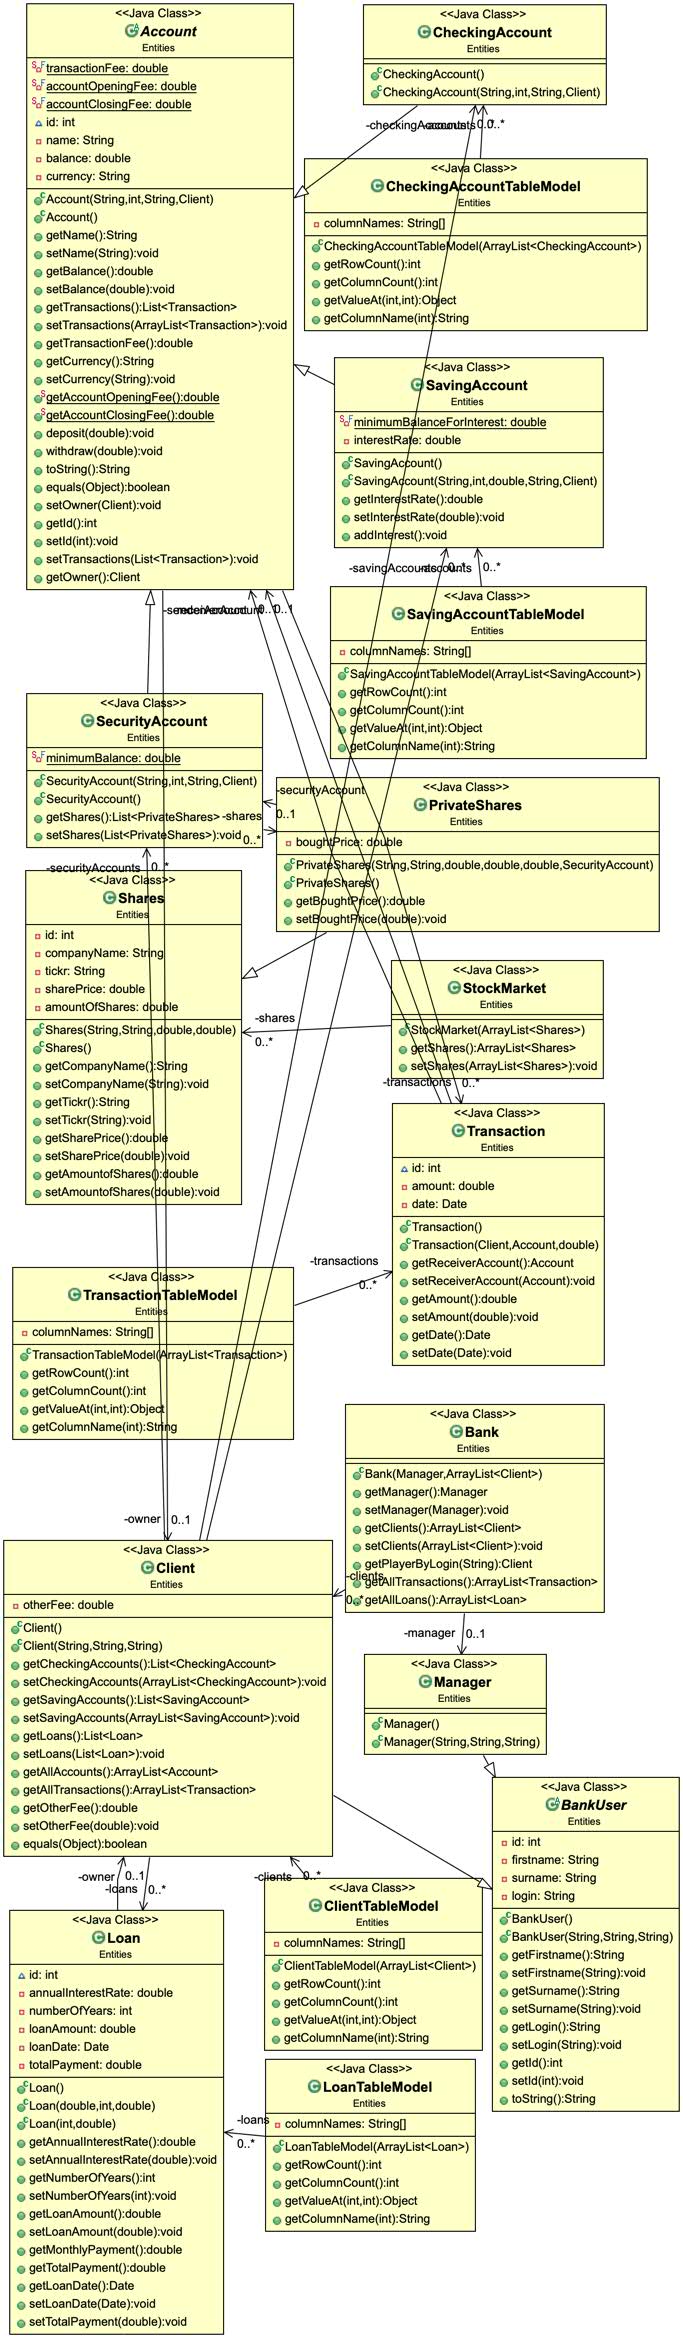 <<Java Class>>
Account
Entities
transactionFee: double
accountOpeningFee: double
accountClosingFee: double
id: int
name: String
balance: double
currency: String
Account(String,int,String,Client)
Account()
getName():String
setName(String):void
getBalance():double
setBalance(double):void
getTransactions():List<Transaction>
setTransactions(ArrayList<Transaction>):void
getTransactionFee():double
getCurrency():String
setCurrency(String):void
getAccountOpeningFee():double
getAccountClosingFee():double
deposit(double):void
withdraw(double):void
toString():String
equals(Object):boolean
setOwner(Client):void
getId():int
setId(int):void
setTransactions(List<Transaction>):void
getOwner():Client
<<Java Class>>
CheckingAccount
Entities
CheckingAccount()
CheckingAccount(String,int,String,Client)
-checkingAccounts
0..*
<<Java Class>>
CheckingAccountTableModel
Entities
columnNames: String[]
CheckingAccountTableModel(ArrayList<CheckingAccount>)
getRowCount():int
getColumnCount():int
getValueAt(int,int):Object
getColumnName(int):String
<<Java Class>>
SavingAccount
Entities
minimumBalanceForInterest: double
interestRate: double
SavingAccount()
SavingAccount(String,int,double,String,Client)
getInterestRate():double
setInterestRate(double):void
addInterest():void
-savingAccounts
0..*
0..*
<<Java Class>>
SavingAccountTableModel
Entities
columnNames: String[]
SavingAccountTableModel(ArrayList<SavingAccount>)
getRowCount():int
getColumnCount():int
getValueAt(int,int):Object
getColumnName(int):String
0..1
<<Java Class>>
SecurityAccount
Entities
minimumBalance: double
SecurityAccount(String,int,String,Client)
SecurityAccount()
getShares():List<PrivateShares>
setShares(List<PrivateShares>):void
-securityAccount
0..1
-shares
0..*
<<Java Class>>
PrivateShares
Entities
boughtPrice: double
PrivateShares(String,String,double,double,double,SecurityAccount)
PrivateShares()
getBoughtPrice():double
setBoughtPrice(double):void
-securityAccounts
0..*
<<Java Class>>
Shares
Entities
id: int
companyName: String
tickr: String
sharePrice: double
amountOfShares: double
Shares(String,String,double,double)
Shares()
getCompanyName():String
setCompanyName(String):void
getTickr():String
setTickr(String):void
getSharePrice():double
setSharePrice(double):void
getAmountofShares():double
setAmountofShares(double):void
-shares
0..*
<<Java Class>>
StockMarket
Entities
StockMarket(ArrayList<Shares>)
getShares():ArrayList<Shares>
setShares(ArrayList<Shares>):void
-transactions
0..*
<<Java Class>>
Transaction
Entities
id: int
amount: double
date: Date
Transaction()
Transaction(Client,Account,double)
getReceiverAccount():Account
setReceiverAccount(Account):void
getAmount():double
setAmount(double):void
getDate():Date
setDate(Date):void
-transactions
0..*
<<Java Class>>
TransactionTableModel
Entities
columnNames: String[]
TransactionTableModel(ArrayList<Transaction>)
getRowCount():int
getColumnCount():int
getValueAt(int,int):Object
getColumnName(int):String
<<Java Class>>
Bank
Entities
Bank(Manager,ArrayList<Client>)
getManager():Manager
setManager(Manager):void
getClients():ArrayList<Client>
setClients(ArrayList<Client>):void
getPlayerByLogin(String):Client
getAllTransactions():ArrayList<Transaction>
getAllLoans():ArrayList<Loan>
-owner
0..1
-clients
0..*
<<Java Class>>
Client
Entities
otherFee: double
Client()
Client(String,String,String)
getCheckingAccounts():List<CheckingAccount>
setCheckingAccounts(ArrayList<CheckingAccount>):void
getSavingAccounts():List<SavingAccount>
setSavingAccounts(ArrayList<SavingAccount>):void
getLoans():List<Loan>
setLoans(List<Loan>):void
getAllAccounts():ArrayList<Account>
getAllTransactions():ArrayList<Transaction>
getOtherFee():double
setOtherFee(double):void
equals(Object):boolean
-manager
0..1
<<Java Class>>
Manager
Entities
Manager()
Manager(String,String,String)
<<Java Class>>
BankUser
Entities
id: int
firstname: String
surname: String
login: String
BankUser()
BankUser(String,String,String)
getFirstname():String
setFirstname(String):void
getSurname():String
setSurname(String):void
getLogin():String
setLogin(String):void
getId():int
setId(int):void
toString():String
-owner
0..1
-loans
0..*
-clients
0..*
<<Java Class>>
ClientTableModel
Entities
columnNames: String[]
ClientTableModel(ArrayList<Client>)
getRowCount():int
getColumnCount():int
getValueAt(int,int):Object
getColumnName(int):String
<<Java Class>>
Loan
Entities
id: int
annualInterestRate: double
numberOfYears: int
loanAmount: double
loanDate: Date
totalPayment: double
Loan()
Loan(double,int,double)
Loan(int,double)
getAnnualInterestRate():double
setAnnualInterestRate(double):void
getNumberOfYears():int
setNumberOfYears(int):void
getLoanAmount():double
setLoanAmount(double):void
getMonthlyPayment():double
getTotalPayment():double
getLoanDate():Date
setLoanDate(Date):void
setTotalPayment(double):void
-loans
0..*
<<Java Class>>
LoanTableModel
Entities
columnNames: String[]
LoanTableModel(ArrayList<Loan>)
getRowCount():int
getColumnCount():int
getValueAt(int,int):Object
getColumnName(int):String